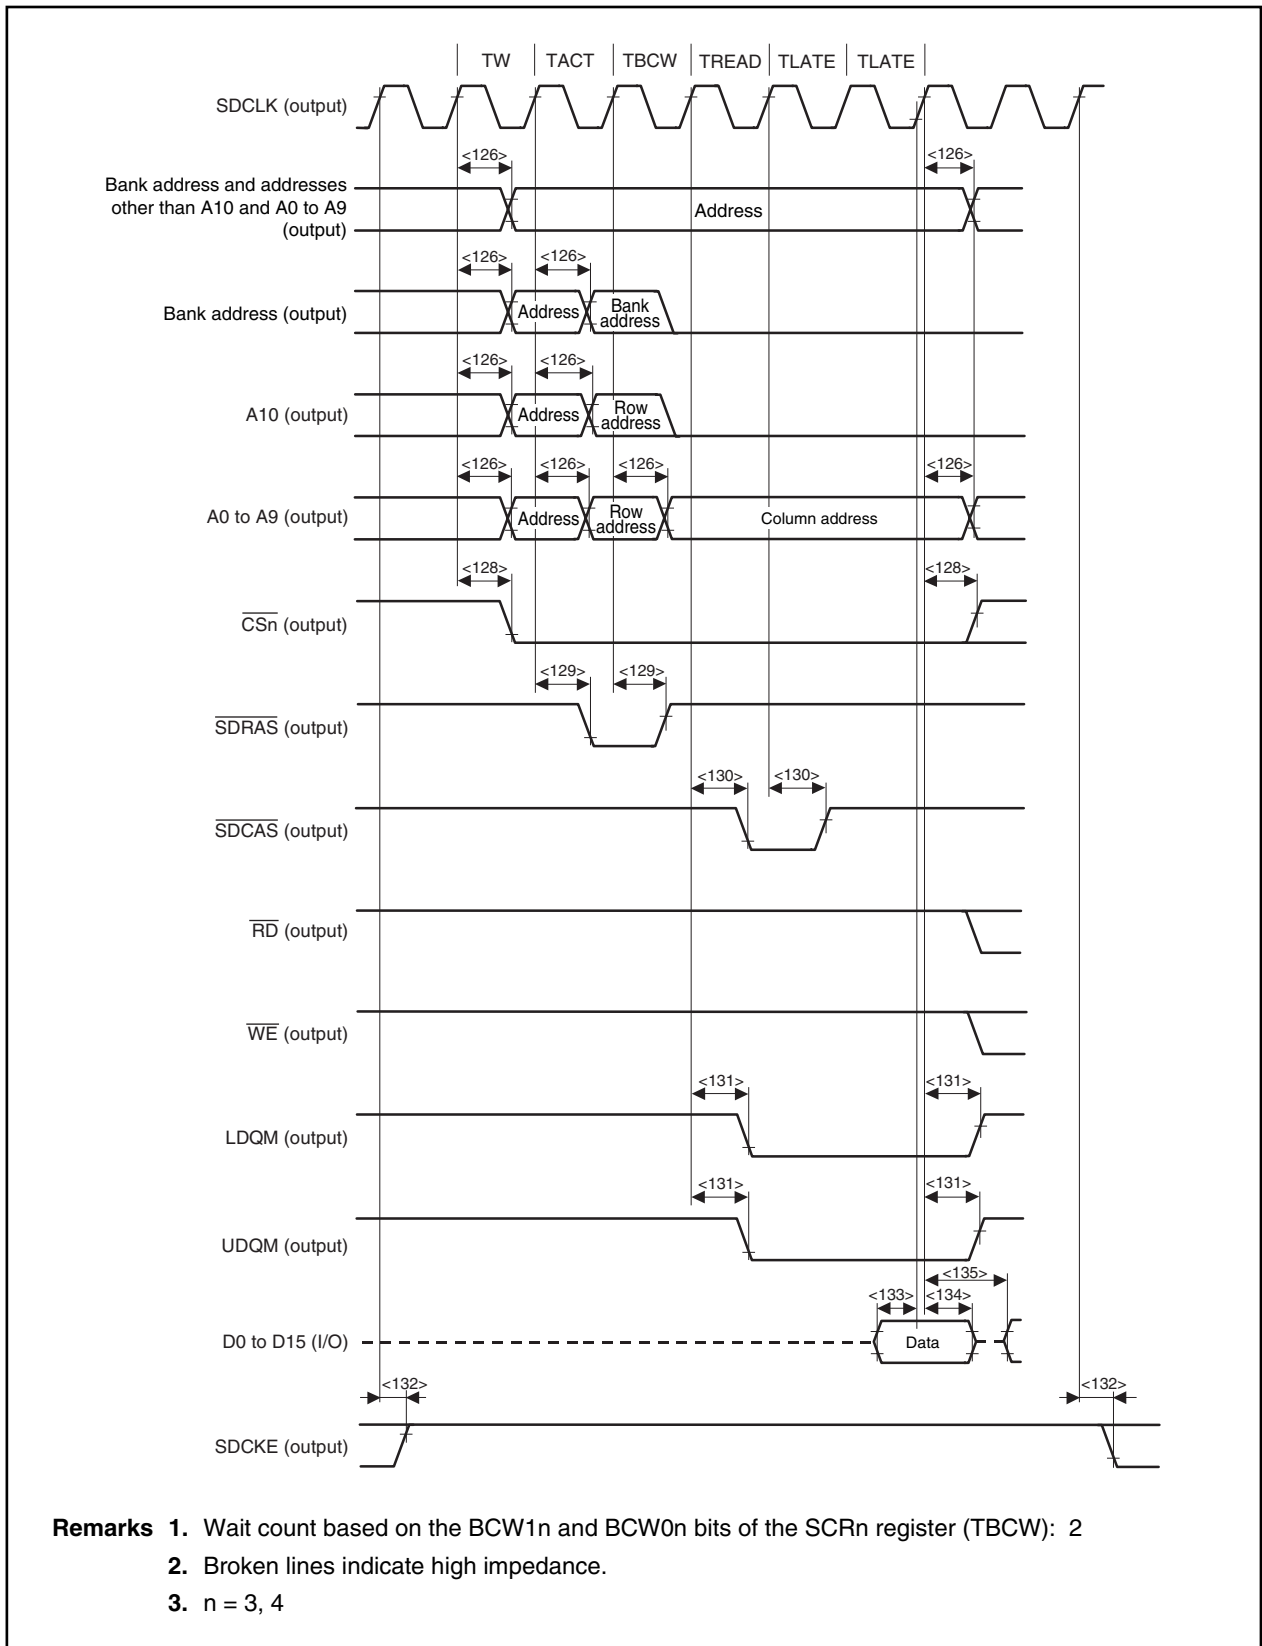 TW TACT TBCW TREAD TLATE TLATE
SDCLK (output)
<126> <126>
Bank address and addresses
other than A10 and A0 to A9
(output)
Address
<126> <126>
Bank address (output)
Address
Bank
address
<126> <126>
A10 (output)
Address
Row
address
<126> <126> <126> <126>
A0 to A9 (output)
Address
Row
address
Column address
<128> <128>
CSn (output)
<129> <129>
SDRAS (output)
<130> <130>
SDCAS (output)
RD (output)
WE (output)
<131> <131>
LDQM (output)
<131> <131>
UDQM (output)
<135>
<133> <134>
D0 to D15 (I/O)
Data
<132> <132>
SDCKE (output)
Remarks 1. Wait count based on the BCW1n and BCW0n bits of the SCRn register (TBCW): 2
2. Broken lines indicate high impedance.
3. n = 3, 4